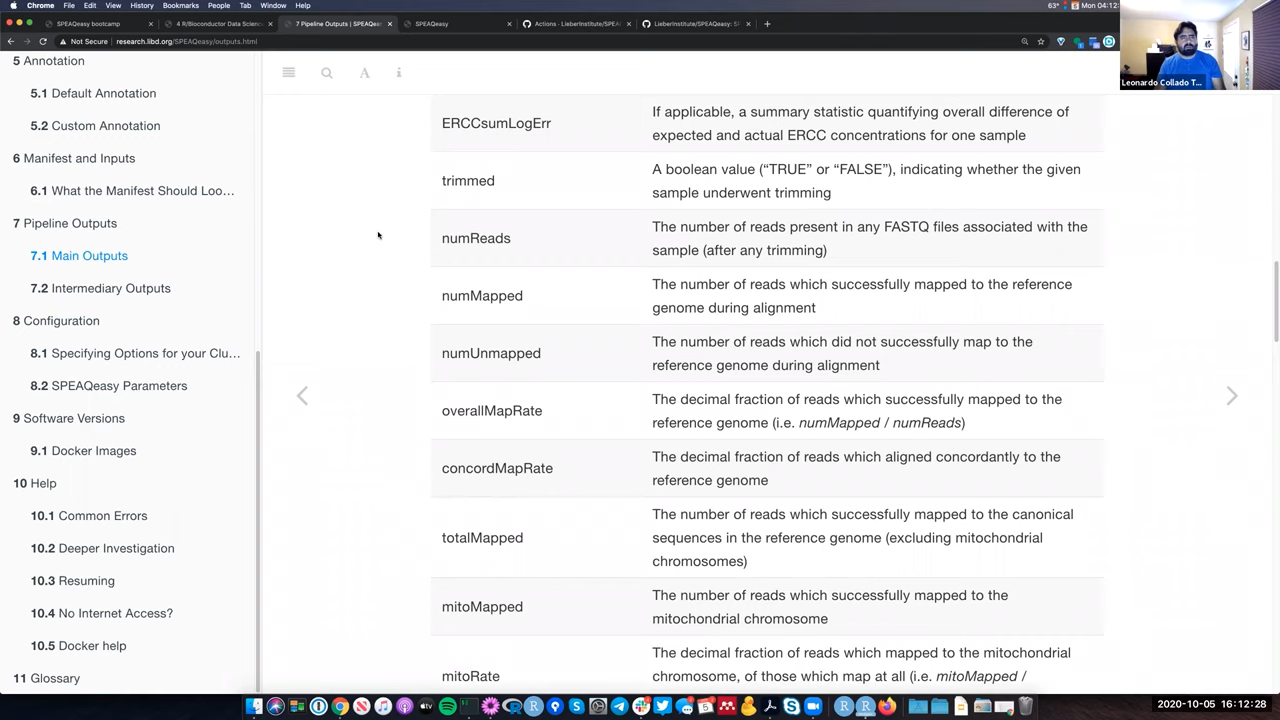 Chrome File Edit View History Bookmarks People Tab Window Help
63° Mon 04:12:
SPEAQeasy bootcamp
4 R/Bioconductor Data Scienc
7 Pipeline Outputs | SPEAQeas
SPEAQeasy
Actions · LieberInstitute/SPEA
LieberInstitute/SPEAQeasy: S
Not Secure | research.libd.org/SPEAQeasy/outputs.html
Leonardo Collado T...
5 Annotation
5.1 Default Annotation
5.2 Custom Annotation
6 Manifest and Inputs
6.1 What the Manifest Should Loo…
7 Pipeline Outputs
7.1 Main Outputs
7.2 Intermediary Outputs
8 Configuration
8.1 Specifying Options for your Clu…
8.2 SPEAQeasy Parameters
9 Software Versions
9.1 Docker Images
10 Help
10.1 Common Errors
10.2 Deeper Investigation
10.3 Resuming
10.4 No Internet Access?
10.5 Docker help
11 Glossary
ERCCsumLogErr
If applicable, a summary statistic quantifying overall difference of
expected and actual ERCC concentrations for one sample
trimmed
A boolean value (“TRUE” or “FALSE”), indicating whether the given
sample underwent trimming
numReads
The number of reads present in any FASTQ files associated with the
sample (after any trimming)
numMapped
The number of reads which successfully mapped to the reference
genome during alignment
numUnmapped
The number of reads which did not successfully map to the
reference genome during alignment
overallMapRate
The decimal fraction of reads which successfully mapped to the
reference genome (i.e. numMapped / numReads)
concordMapRate
The decimal fraction of reads which aligned concordantly to the
reference genome
totalMapped
The number of reads which successfully mapped to the canonical
sequences in the reference genome (excluding mitochondrial
chromosomes)
mitoMapped
The number of reads which successfully mapped to the
mitochondrial chromosome
mitoRate
The decimal fraction of reads which mapped to the mitochondrial
chromosome, of those which map at all (i.e. mitoMapped /
2020-10-05 16:12:28